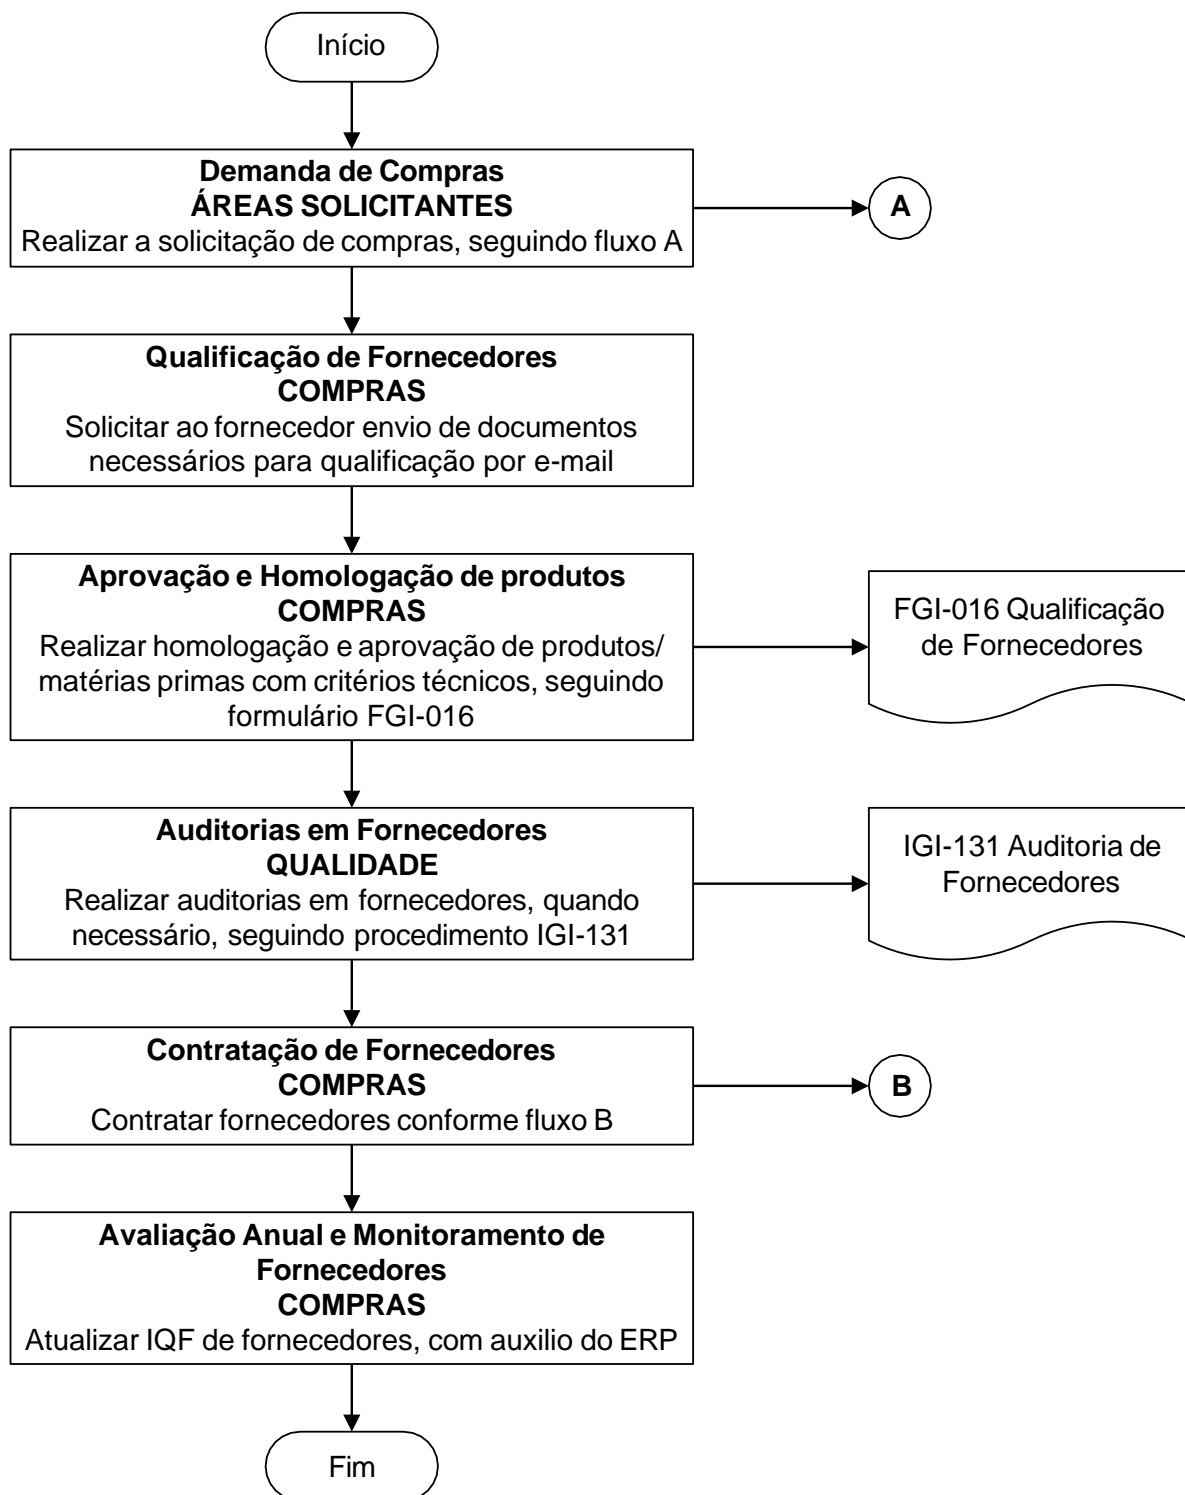 Início
Demanda de Compras
ÁREAS SOLICITANTES
Realizar a solicitação de compras, seguindo fluxo A
A
Qualificação de Fornecedores
COMPRAS
Solicitar ao fornecedor envio de documentos
necessários para qualificação por e-mail
Aprovação e Homologação de produtos
COMPRAS
Realizar homologação e aprovação de produtos/
matérias primas com critérios técnicos, seguindo
formulário FGI-016
FGI-016 Qualificação
de Fornecedores
Auditorias em Fornecedores
QUALIDADE
Realizar auditorias em fornecedores, quando
necessário, seguindo procedimento IGI-131
IGI-131 Auditoria de
Fornecedores
Contratação de Fornecedores
COMPRAS
Contratar fornecedores conforme fluxo B
B
Avaliação Anual e Monitoramento de
Fornecedores
COMPRAS
Atualizar IQF de fornecedores, com auxilio do ERP
Fim